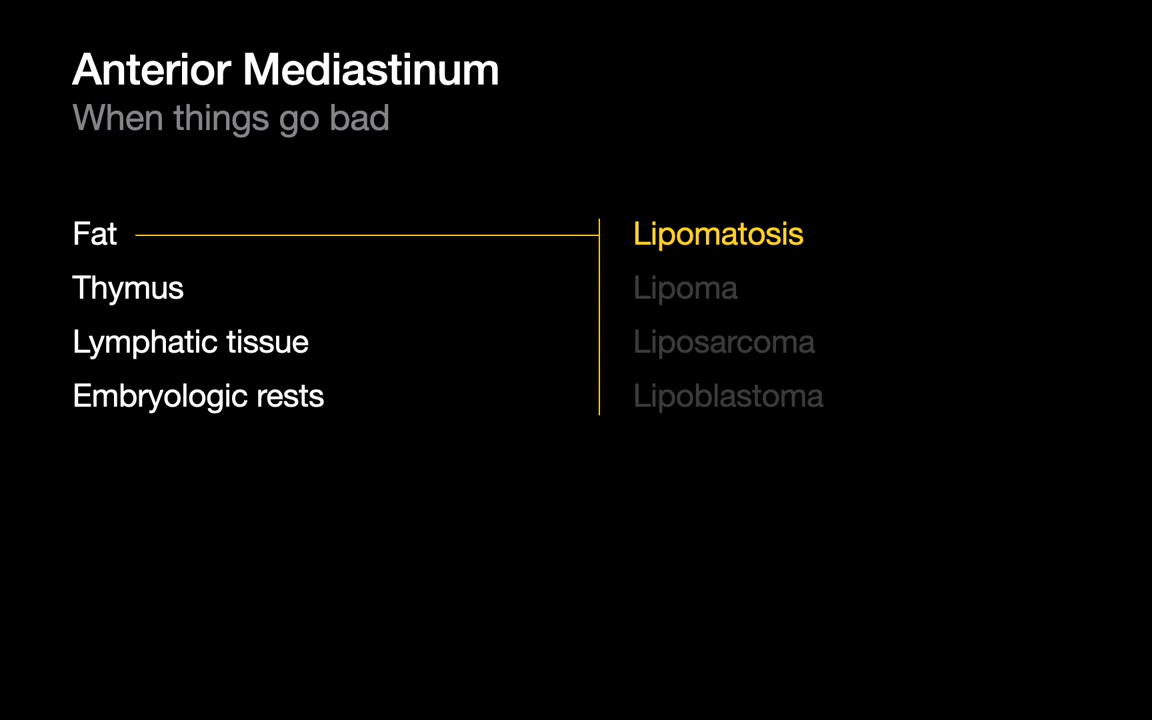 Anterior Mediastinum
When things go bad
Fat
Thymus
Lymphatic tissue
Embryologic rests
Lipomatosis
Lipoma
Liposarcoma
Lipoblastoma